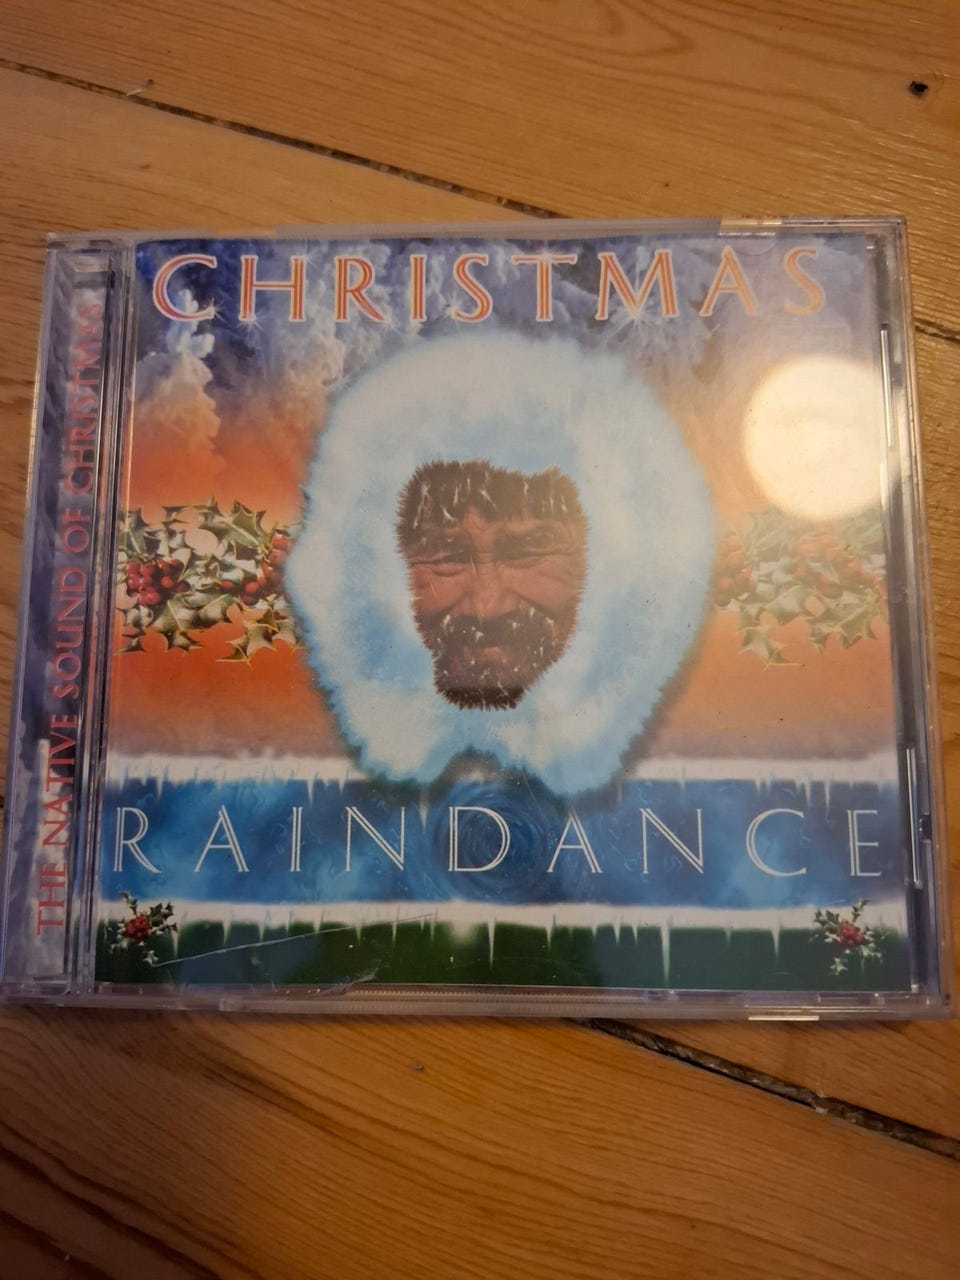 CHRISTMAS
RAINDANCE
THE NATIVE SOUND OF CHRISTMAS